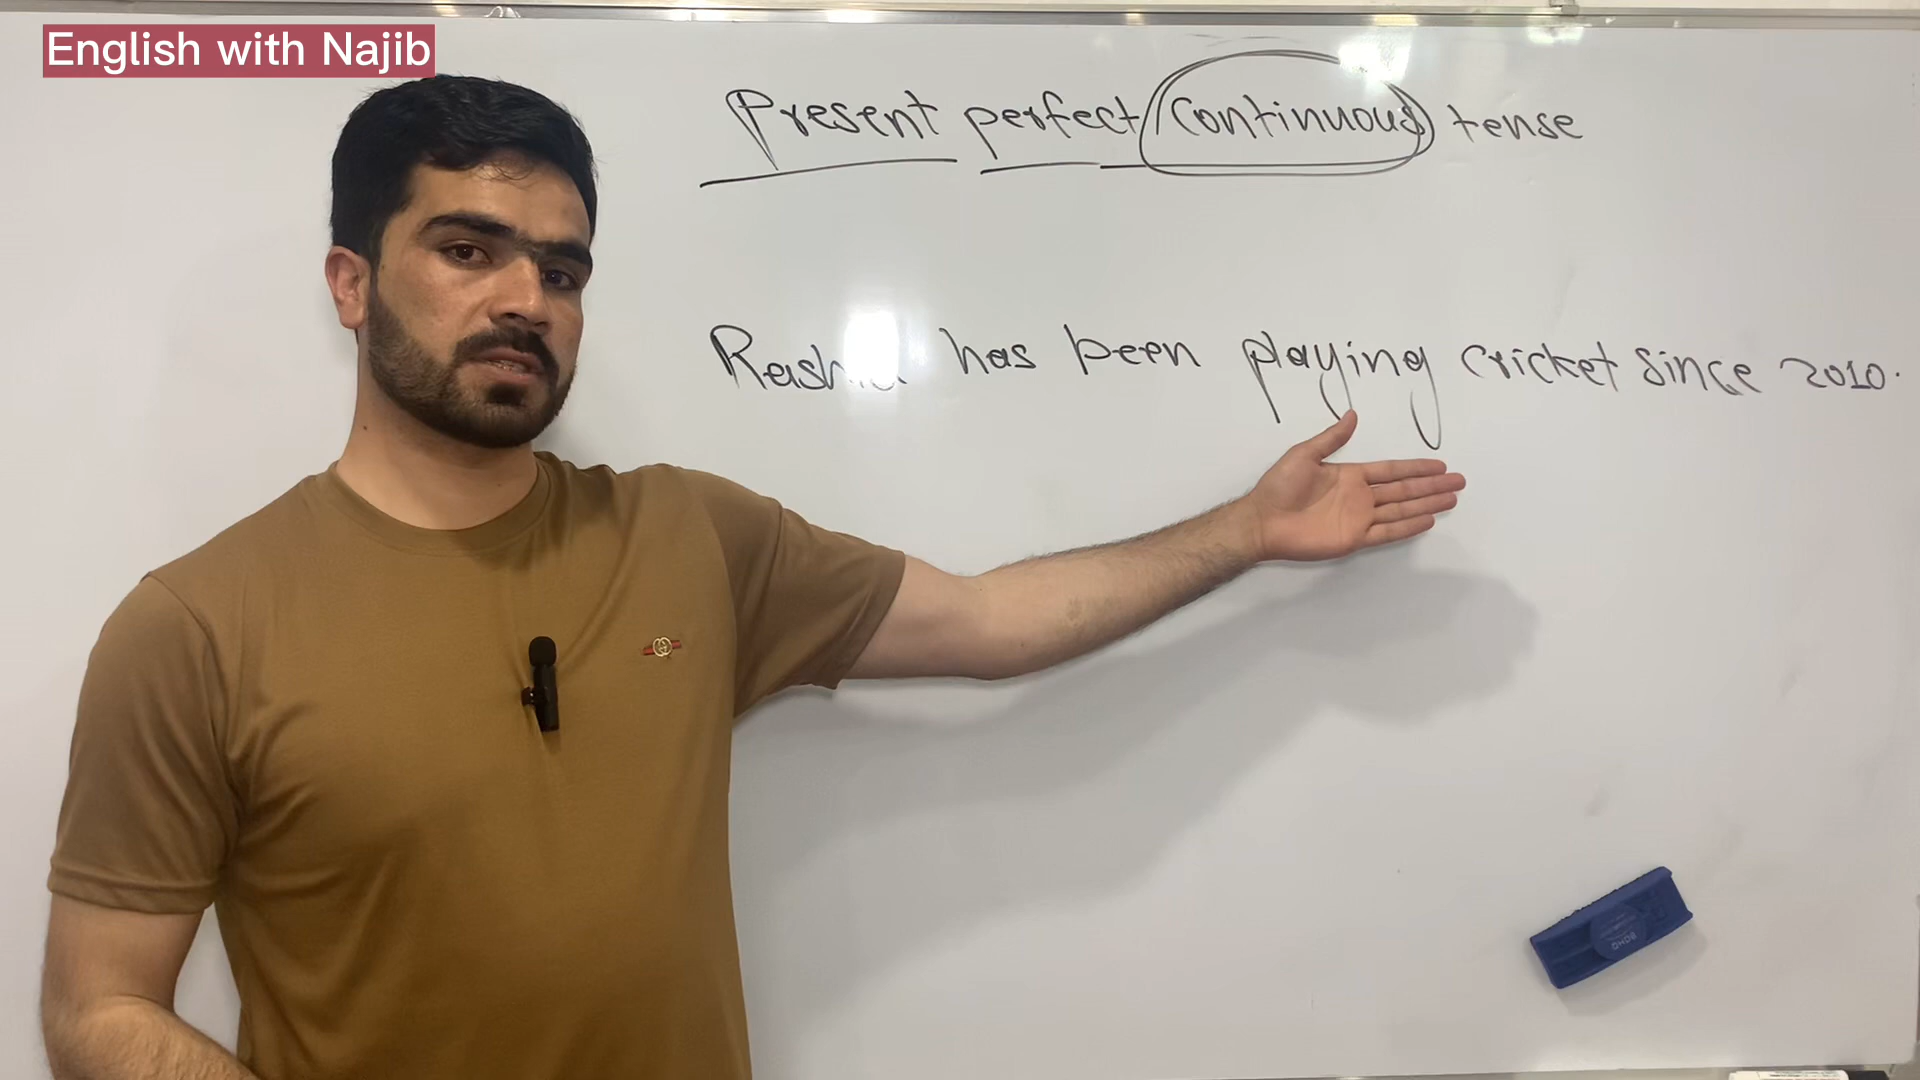 English with Najib
Present perfect continuous tense
has been playing cricket since 2010.